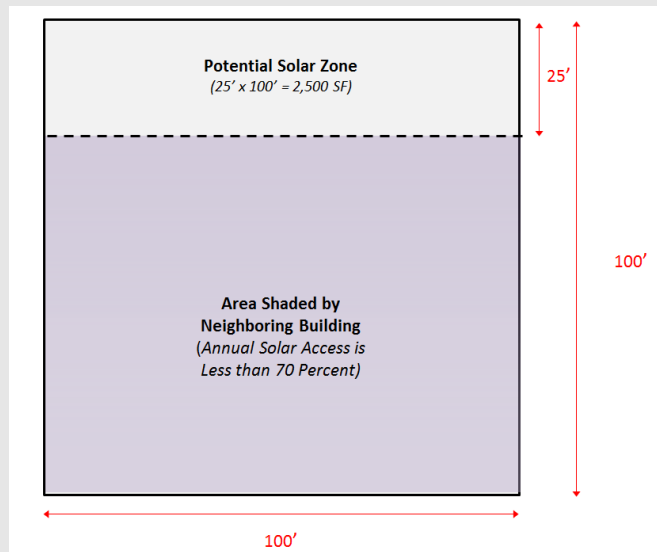 Potential Solar Zone
(25’ x 100’ = 2,500 SF)
25’
100’
Area Shaded by
Neighboring Building
(Annual Solar Access is
Less than 70 Percent)
100’